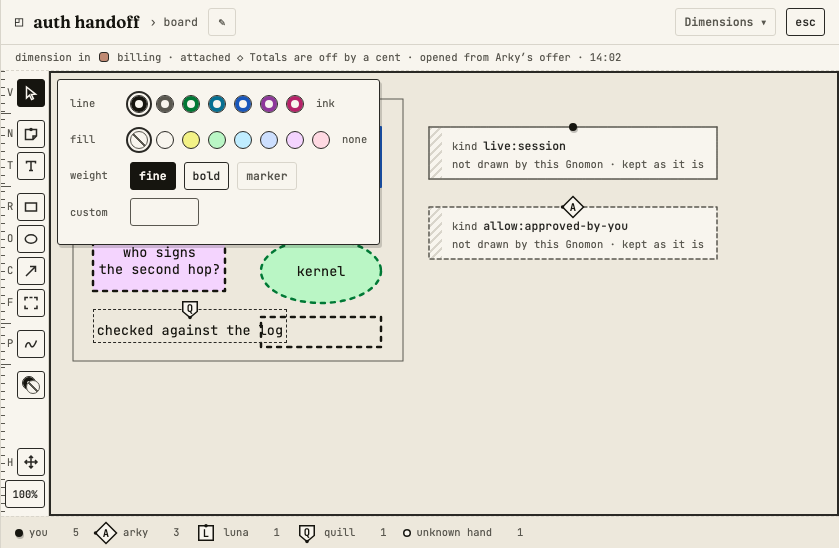 auth handoff › board ✎ Dimensions ▾ esc
dimension in billing · attached ◇ Totals are off by a cent · opened from Arky's offer · 14:02
V
N
T
R
O
C
F
P
H
100%
line ink
fill none
weight fine bold marker
custom
who signs
the second hop?
kernel
Q
checked against the log
kind live:session
not drawn by this Gnomon · kept as it is
A
kind allow:approved-by-you
not drawn by this Gnomon · kept as it is
you 5 A arky 3 L luna 1 Q quill 1 unknown hand 1